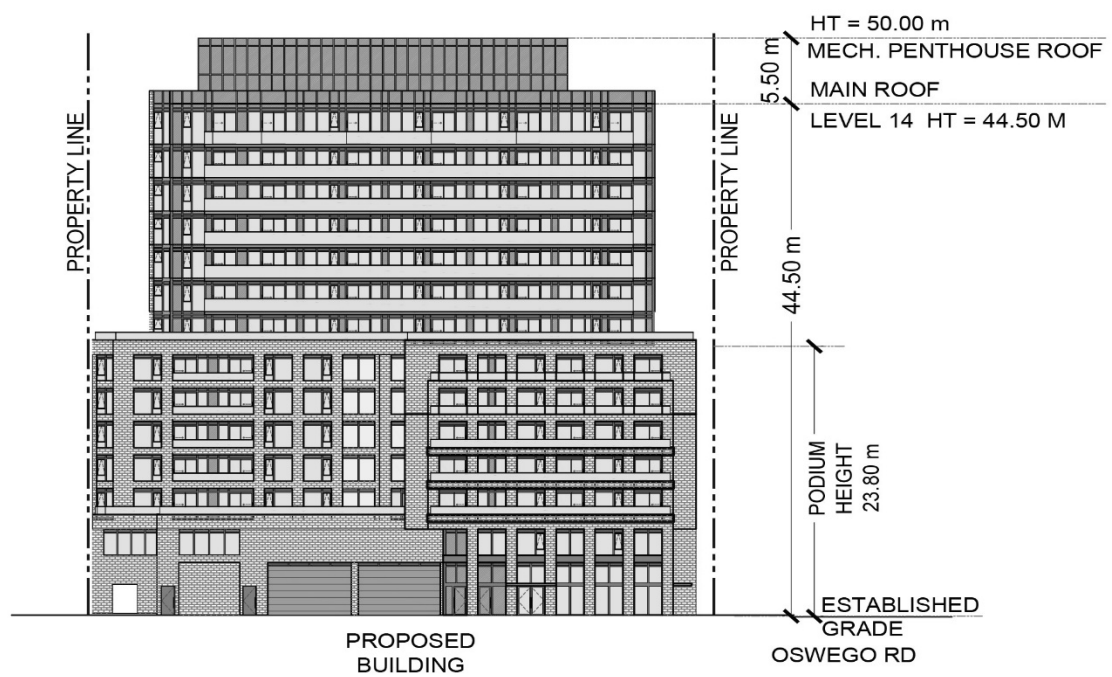 HT = 50.00 m
MECH. PENTHOUSE ROOF
5.50 m
MAIN ROOF
LEVEL 14 HT = 44.50 M
PROPERTY LINE
PROPERTY LINE
44.50 m
PODIUM
HEIGHT
23.80 m
ESTABLISHED
GRADE
OSWEGO RD
PROPOSED
BUILDING